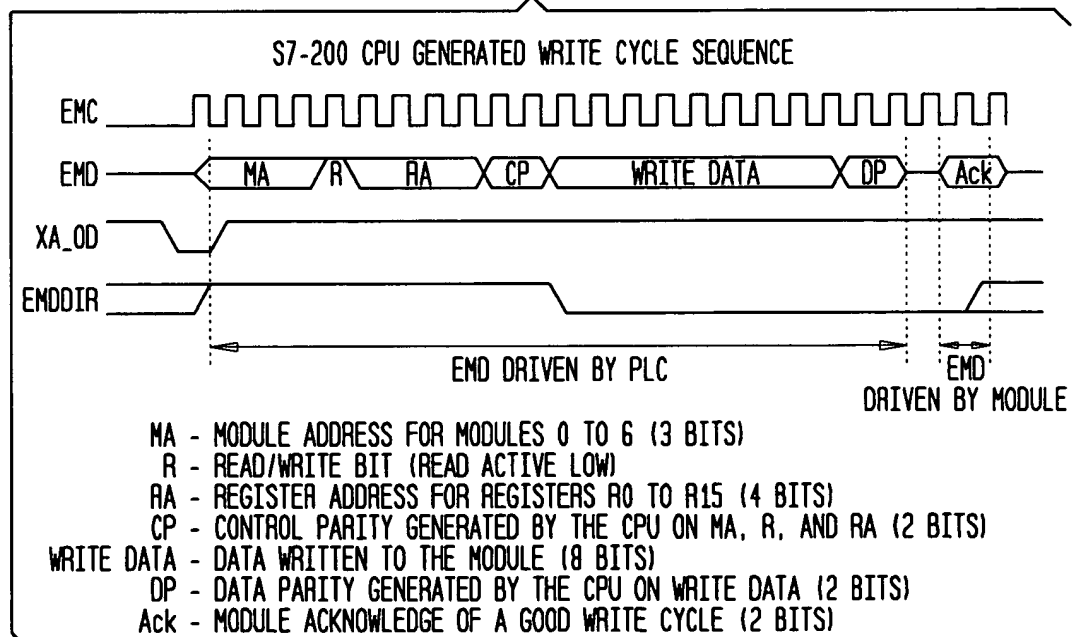 S7-200 CPU GENERATED WRITE CYCLE SEQUENCE
EMC
EMD MA R RA CP WRITE DATA DP Ack
XA_OD
EMDDIR
EMD DRIVEN BY PLC
EMD
DRIVEN BY MODULE
MA - MODULE ADDRESS FOR MODULES 0 TO 6 (3 BITS)
R - READ/WRITE BIT (READ ACTIVE LOW)
RA - REGISTER ADDRESS FOR REGISTERS R0 TO R15 (4 BITS)
CP - CONTROL PARITY GENERATED BY THE CPU ON MA, R, AND RA (2 BITS)
WRITE DATA - DATA WRITTEN TO THE MODULE (8 BITS)
DP - DATA PARITY GENERATED BY THE CPU ON WRITE DATA (2 BITS)
Ack - MODULE ACKNOWLEDGE OF A GOOD WRITE CYCLE (2 BITS)